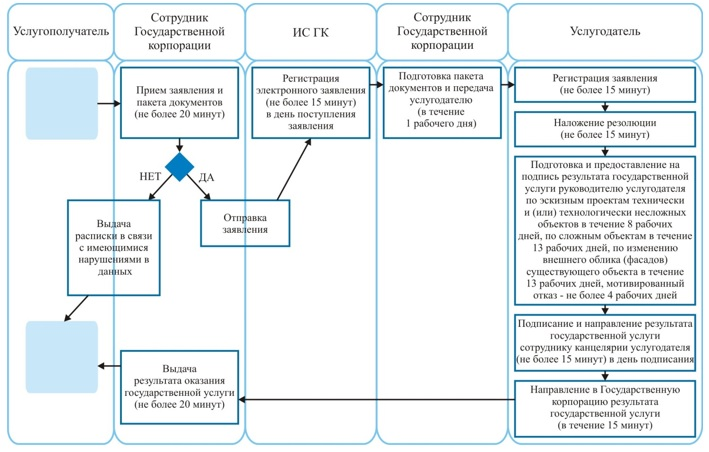 Услугополучатель
Сотрудник
Государственной
корпорации
ИС ГК
Сотрудник
Государственной
корпорации
Услугодатель
Прием заявления и
пакета документов
(не более 20 минут)
Регистрация
электронного заявления
(не более 15 минут)
в день поступления
заявления
Подготовка пакета
документов и передача
услугодателю
(в течение
1 рабочего дня)
Регистрация заявления
(не более 15 минут)
Наложение резолюции
(не более 15 минут)
НЕТ
ДА
Выдача
расписки в связи
с имеющимися
нарушениями в
данных
Отправка
заявления
Подготовка и предоставление на
подпись результата государственной
услуги руководителю услугодателя
по эскизным проектам технически
и (или) технологически несложных
объектов в течение 8 рабочих
дней, по сложным объектам в течение
13 рабочих дней, по изменению
внешнего облика (фасадов)
существующего объекта в течение
13 рабочих дней, мотивированный
отказ - не более 4 рабочих дней
Подписание и направление результата
государственной услуги
сотруднику канцелярии услугодателя
(не более 15 минут) в день подписания
Выдача
результата оказания
государственной услуги
(не более 20 минут)
Направление в Государственную
корпорацию результата
государственной услуги
(в течение 15 минут)